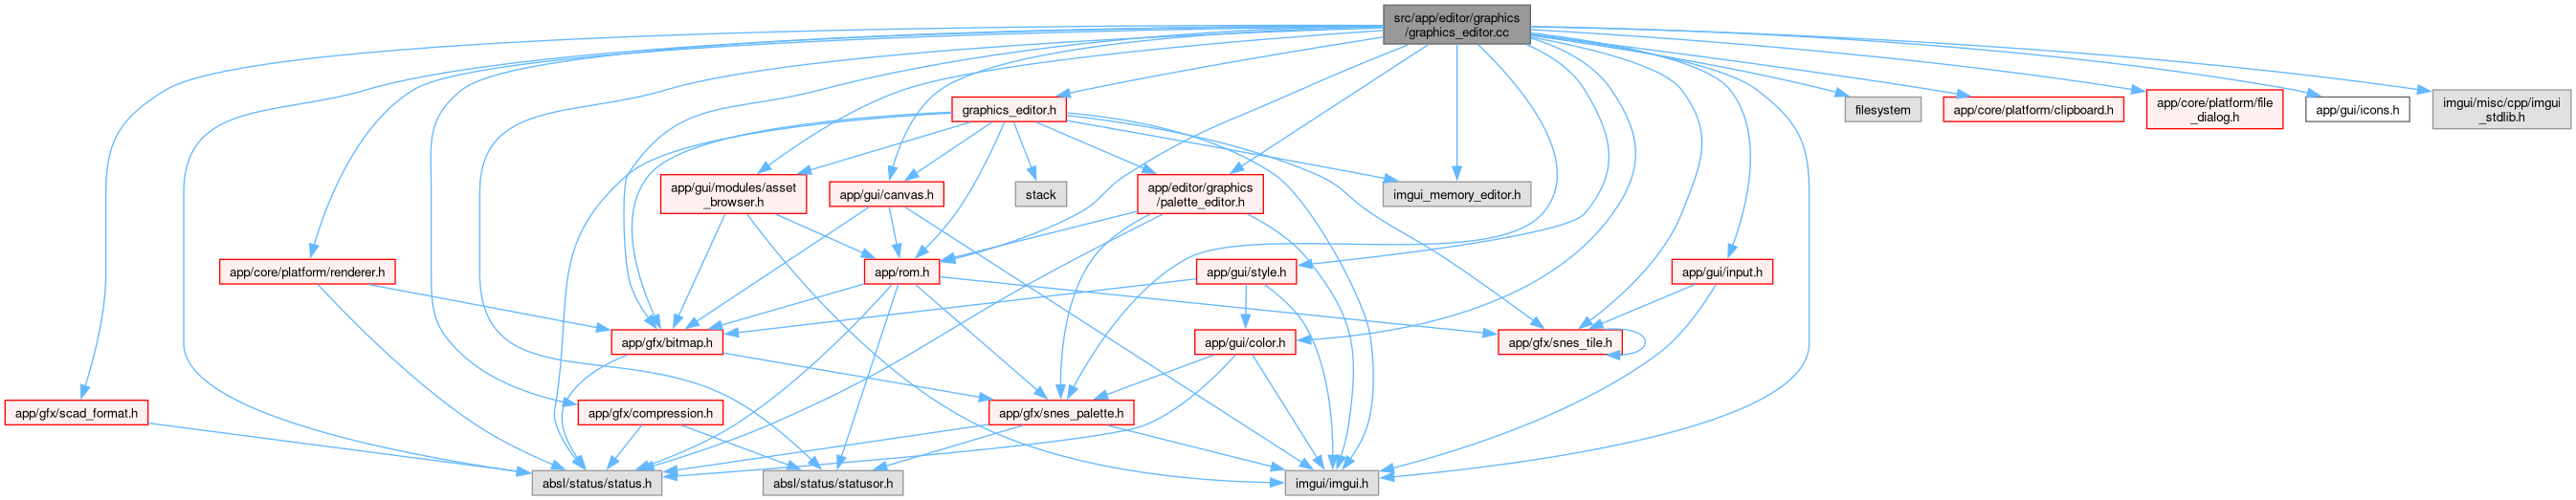 src/app/editor/graphics
/graphics_editor.cc
graphics_editor.h
filesystem
app/core/platform/clipboard.h
app/core/platform/file
_dialog.h
app/gui/icons.h
imgui/misc/cpp/imgui
_stdlib.h
app/gui/modules/asset
_browser.h
app/gui/canvas.h
stack
app/editor/graphics
/palette_editor.h
imgui_memory_editor.h
app/core/platform/renderer.h
app/rom.h
app/gui/style.h
app/gui/input.h
app/gfx/bitmap.h
app/gui/color.h
app/gfx/snes_tile.h
app/gfx/scad_format.h
app/gfx/compression.h
app/gfx/snes_palette.h
absl/status/status.h
absl/status/statusor.h
imgui/imgui.h